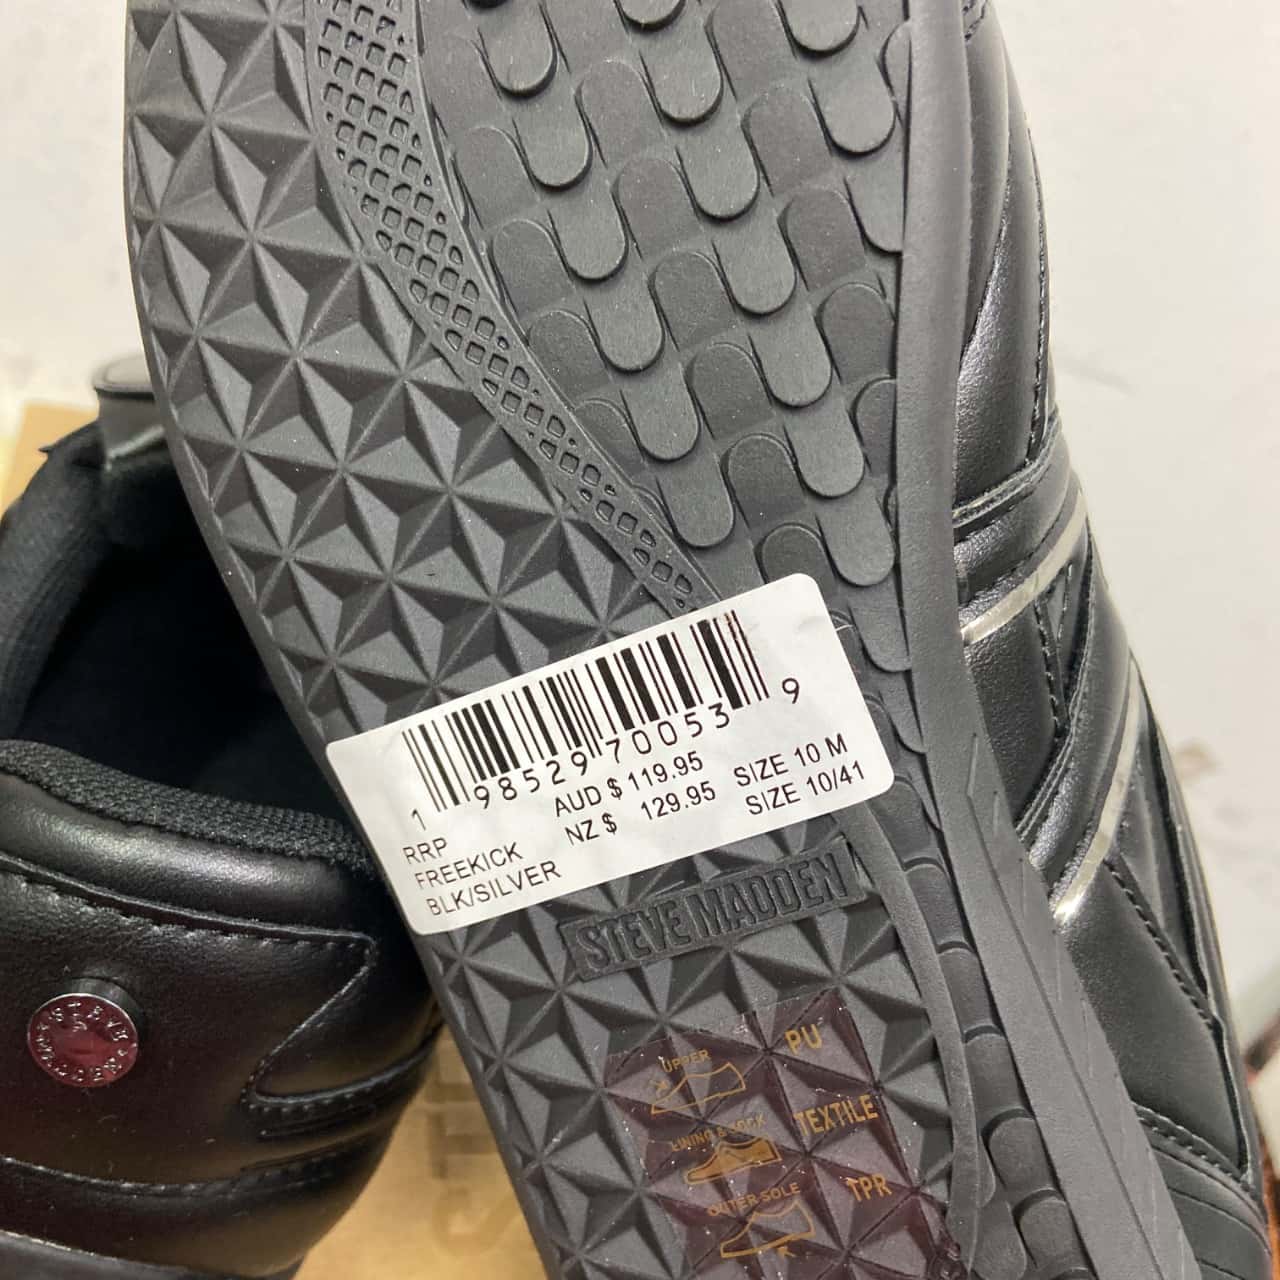 1 98529 70053 9
RRP AUD $ 119.95 SIZE 10 M
FREEKICK NZ $ 129.95 SIZE 10/41
BLK/SILVER
STEVE MADDEN
UPPER PU
LINING & SOCK TEXTILE
OUTER SOLE TPR